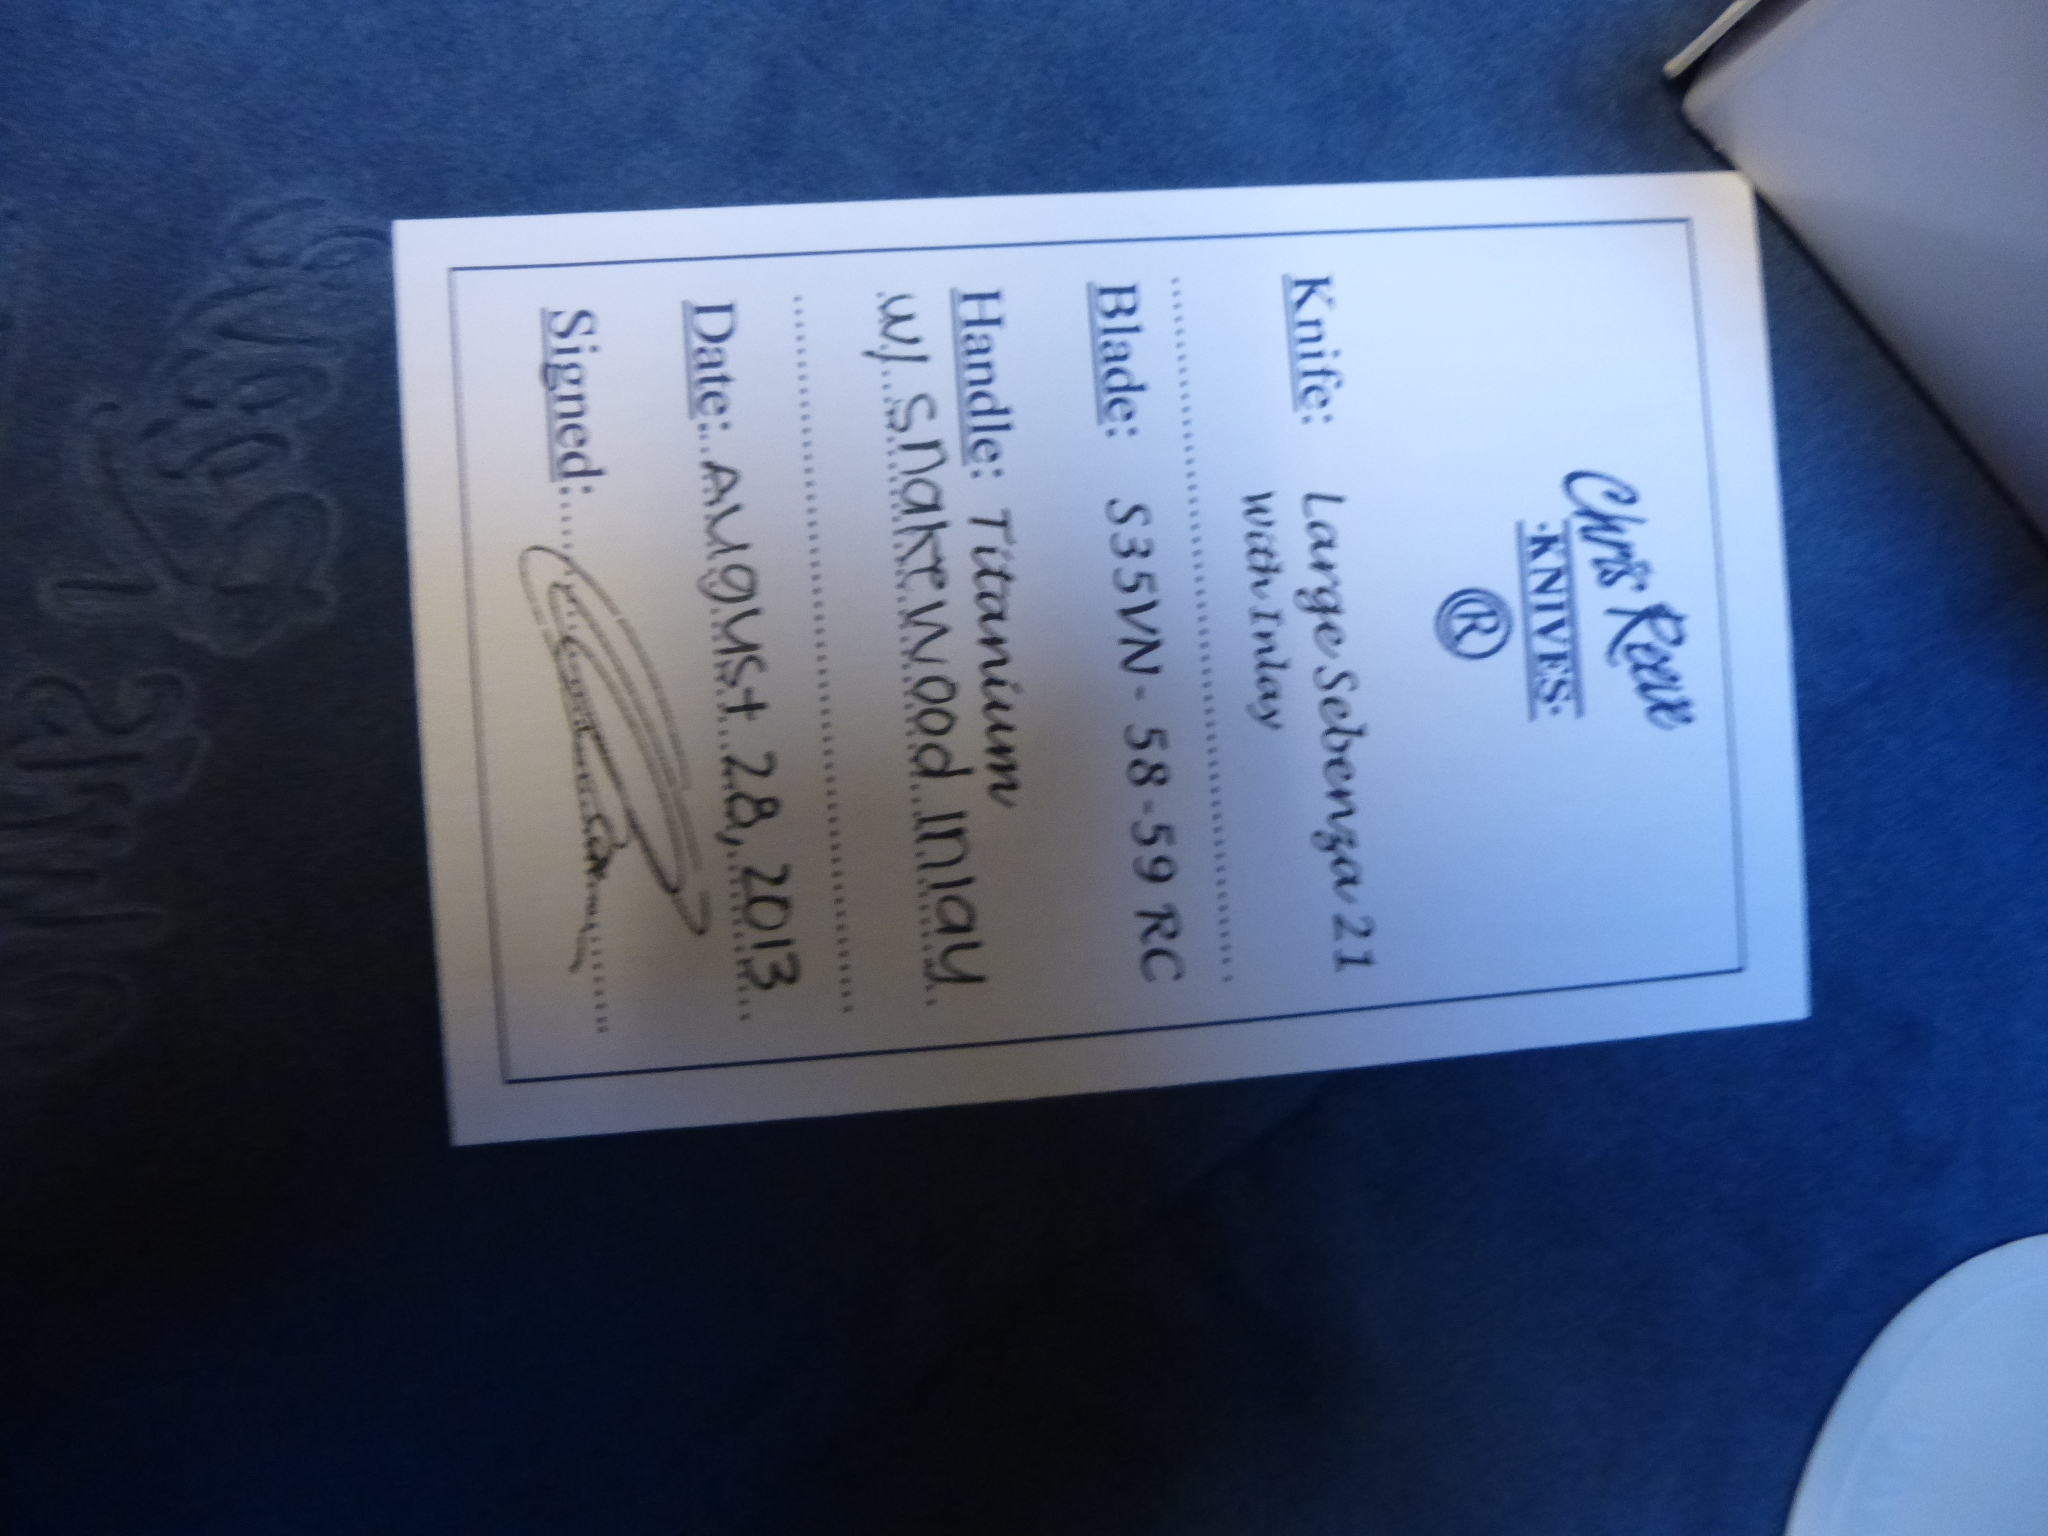 Chris Reeve
·KNIVES·
R
Knife: Large Sebenza 21
With Inlay
Blade: S35VN - 58-59 RC
Handle: Titanium
w/ snakewood inlay
Date: August 28, 2013
Signed: